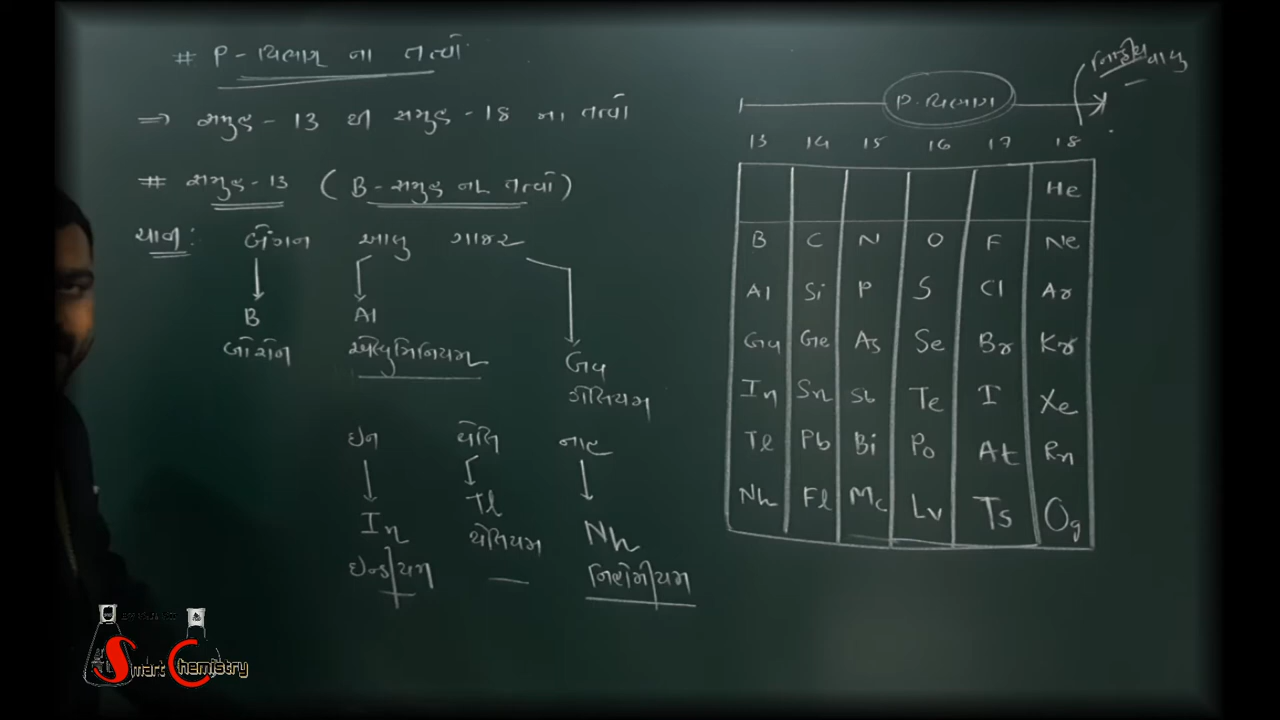 # P-વિભાગ ના તત્વો
⇒ સમુહ - 13 થી સમુહ - 18 ના તત્વો
# સમુહ-13 ( B-સમુહ ના તત્વો )
યાન :
બેંગન આલુ ગાજર
B Al
બોરોન એલ્યુમિનિયમ
Ga
ગેલિયમ
ઇન થેલિ નાહ
In Tl Nh
ઇન્ડીયમ થેલિયમ નિહોનીયમ
નિષ્ક્રીય વાયુ
P-વિભાગ
13 14 15 16 17 18
He
B C N O F Ne
Al Si P S Cl Ar
Ga Ge As Se Br Kr
In Sn Sb Te I Xe
Tl Pb Bi Po At Rn
Nh Fl Mc Lv Ts Og
Smart Chemistry